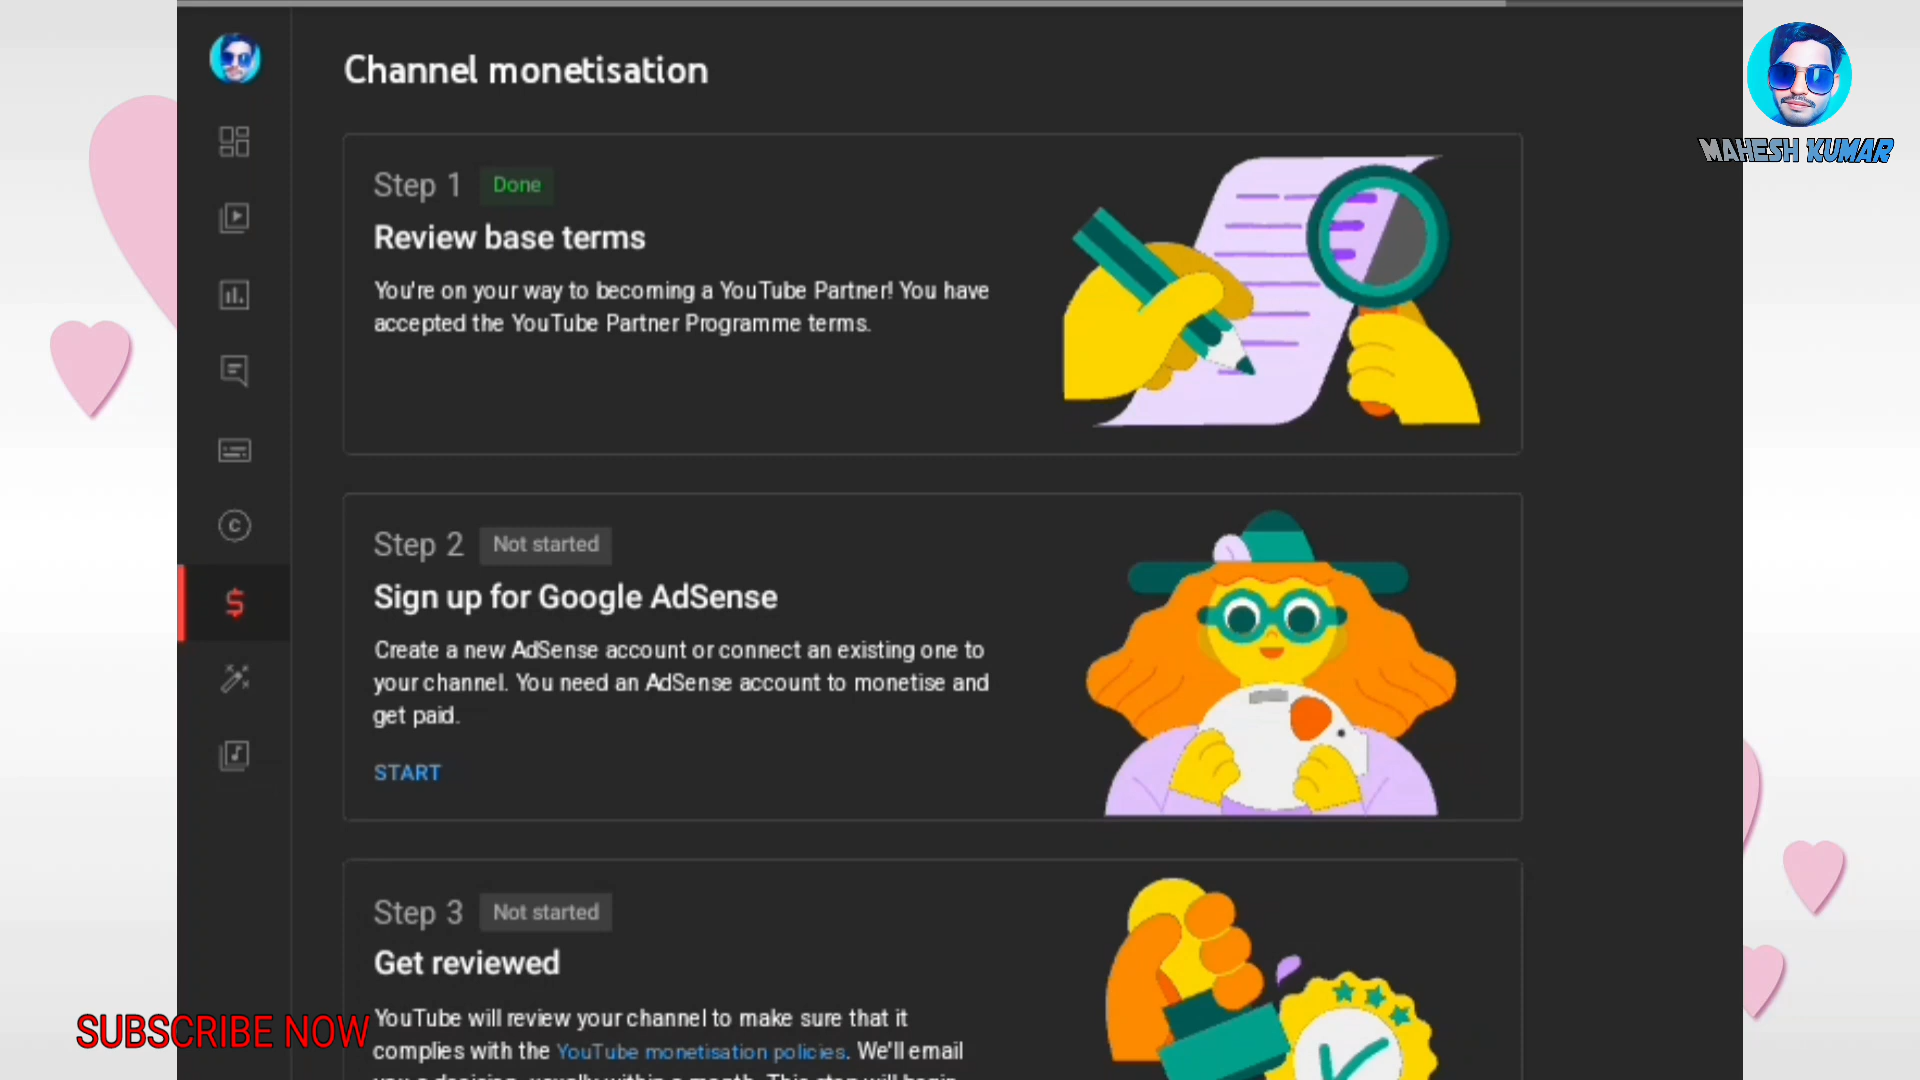 Channel monetisation
MAHESH KUMAR
Step 1 Done
Review base terms
You're on your way to becoming a YouTube Partner! You have
accepted the YouTube Partner Programme terms.
Step 2 Not started
Sign up for Google AdSense
Create a new AdSense account or connect an existing one to
your channel. You need an AdSense account to monetise and
get paid.
START
Step 3 Not started
Get reviewed
YouTube will review your channel to make sure that it
complies with the YouTube monetisation policies. We'll email
SUBSCRIBE NOW